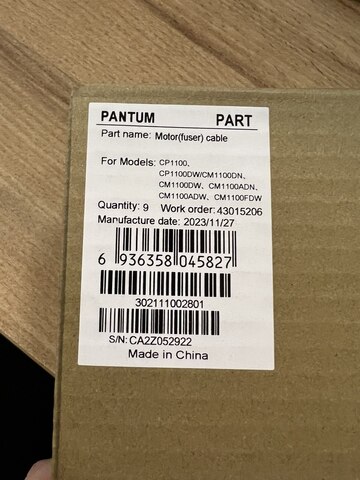 PANTUM PART
Part name: Motor(fuser) cable
For Models: CP1100、
CP1100DW/CM1100DN、
CM1100DW、CM1100ADN、
CM1100ADW、CM1100FDW
Quantity: 9 Work order: 43015206
Manufacture date: 2023/11/27
6 936358 045827
302111002801
S/N: CA2Z052922
Made in China